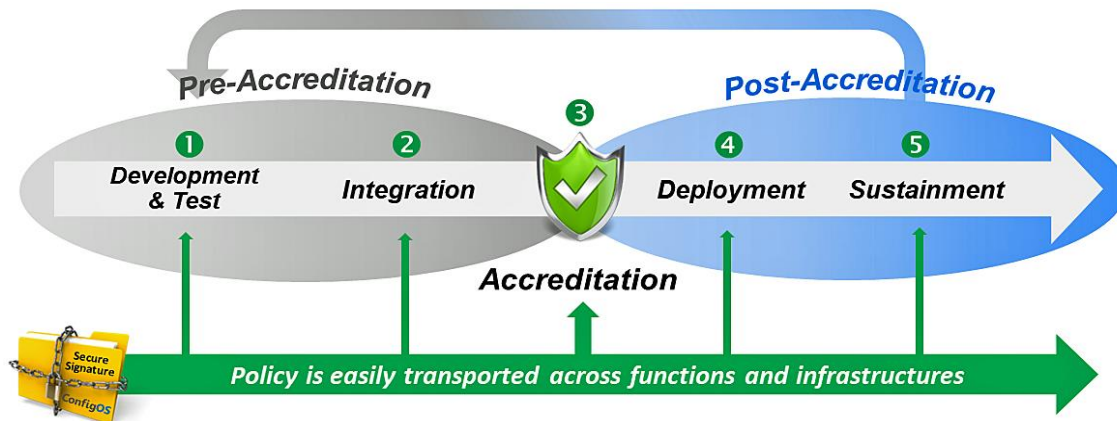 Pre-Accreditation
Post-Accreditation
1
Development
& Test
2
Integration
3
Accreditation
4
Deployment
5
Sustainment
Secure
Signature
ConfigOS
Policy is easily transported across functions and infrastructures